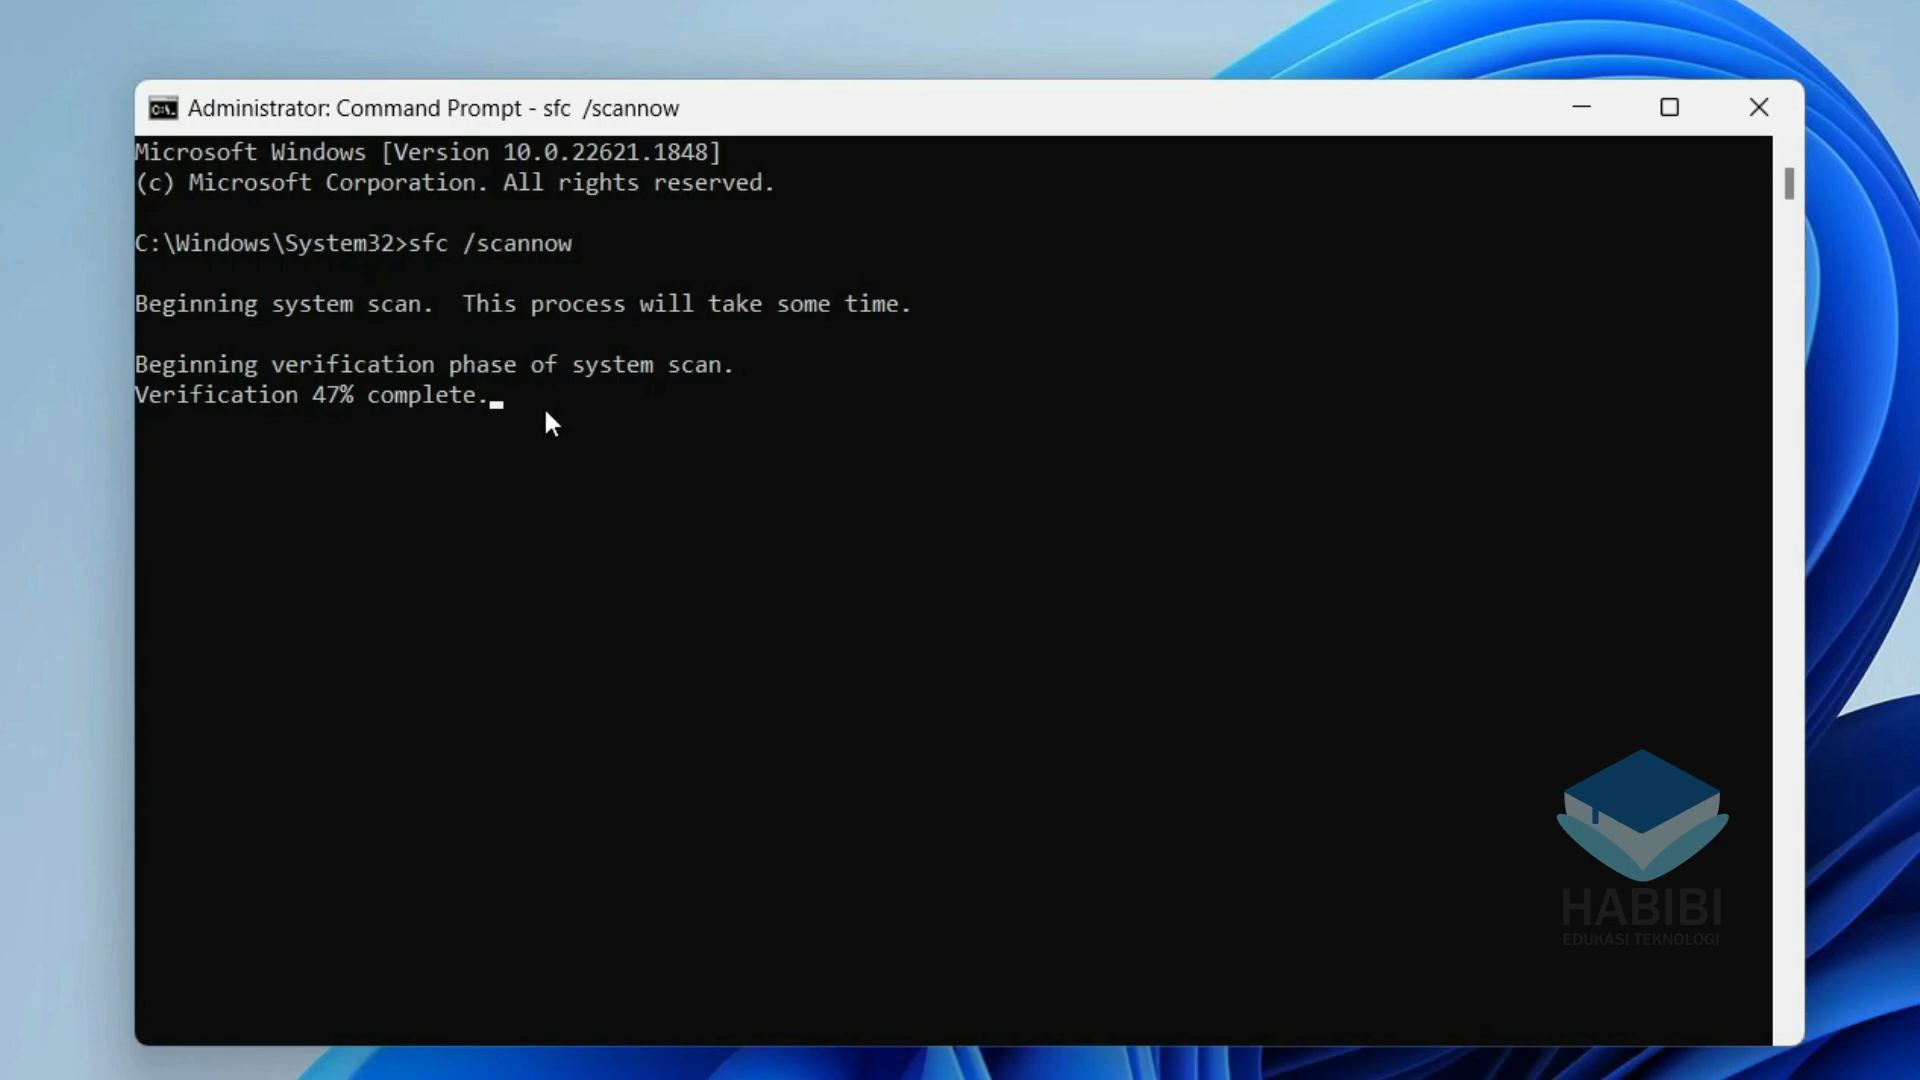 Administrator: Command Prompt - sfc  /scannow
Microsoft Windows [Version 10.0.22621.1848]
(c) Microsoft Corporation. All rights reserved.
C:\Windows\System32>sfc /scannow
Beginning system scan.  This process will take some time.
Beginning verification phase of system scan.
Verification 47% complete.
HABIBI
EDUKASI TEKNOLOGI